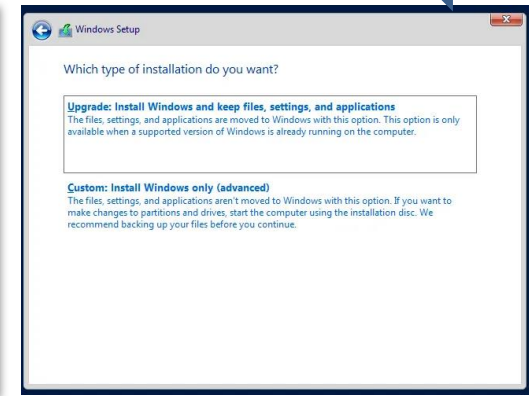 Windows Setup
Which type of installation do you want?
Upgrade: Install Windows and keep files, settings, and applications
The files, settings, and applications are moved to Windows with this option. This option is only
available when a supported version of Windows is already running on the computer.
Custom: Install Windows only (advanced)
The files, settings, and applications aren't moved to Windows with this option. If you want to
make changes to partitions and drives, start the computer using the installation disc. We
recommend backing up your files before you continue.